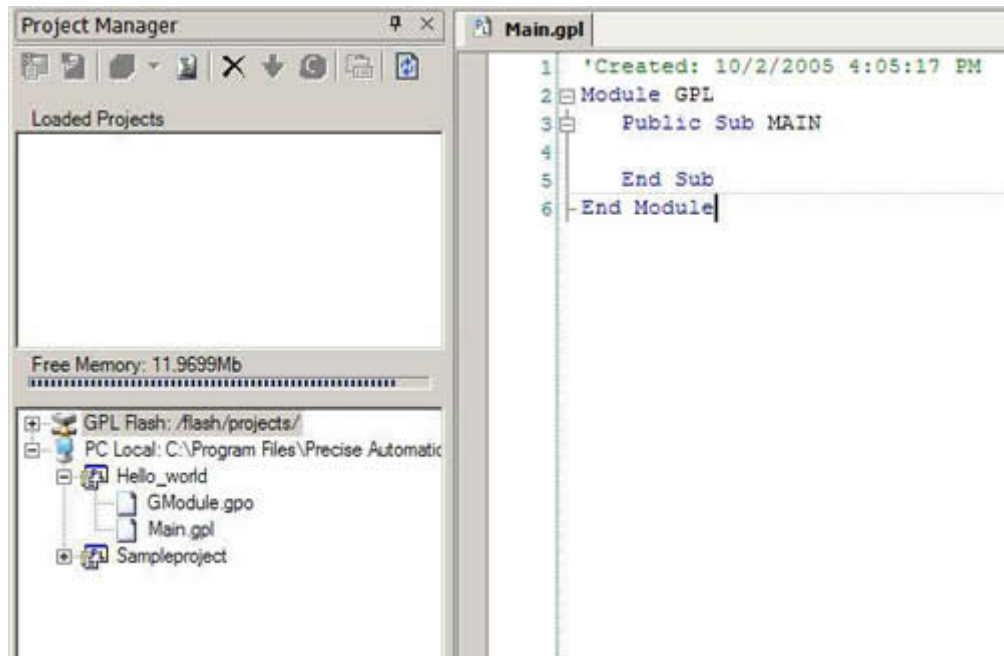 Project Manager
Loaded Projects
Free Memory: 11.9699Mb
GPL Flash: /flash/projects/
PC Local: C:\Program Files\Precise Automatic
Hello_world
GModule.gpo
Main.gpl
Sampleproject
Main.gpl
1 'Created: 10/2/2005 4:05:17 PM
2 Module GPL
3 Public Sub MAIN
4
5 End Sub
6 End Module